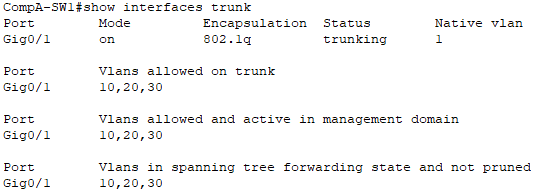 CompA-SW1#show interfaces trunk
Port Mode Encapsulation Status Native vlan
Gig0/1 on 802.1q trunking 1
Port Vlans allowed on trunk
Gig0/1 10,20,30
Port Vlans allowed and active in management domain
Gig0/1 10,20,30
Port Vlans in spanning tree forwarding state and not pruned
Gig0/1 10,20,30